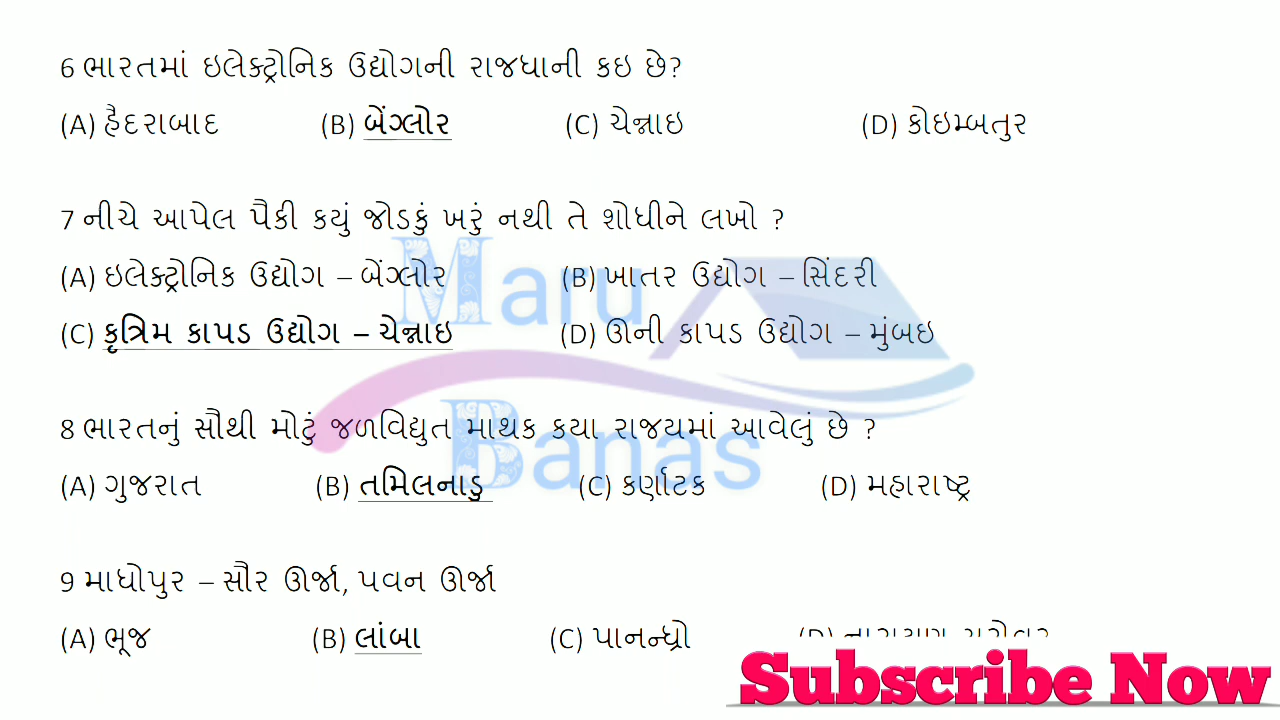 6 ભારતમાં ઇલેક્ટ્રોનિક ઉદ્યોગની રાજધાની કઇ છે?
(A) હૈદરાબાદ (B) બેંગ્લોર (C) ચેન્નાઇ (D) કોઇમ્બતુર
7 નીચે આપેલ પૈકી કયું જોડકું ખરું નથી તે શોધીને લખો ?
(A) ઇલેક્ટ્રોનિક ઉદ્યોગ – બેંગ્લોર (B) ખાતર ઉદ્યોગ – સિંદરી
(C) કૃત્રિમ કાપડ ઉદ્યોગ – ચેન્નાઇ (D) ઊની કાપડ ઉદ્યોગ – મુંબઇ
Maru
8 ભારતનું સૌથી મોટું જળવિદ્યુત માથક કયા રાજયમાં આવેલું છે ?
Banas
(A) ગુજરાત (B) તમિલનાડુ (C) કર્ણાટક (D) મહારાષ્ટ્ર
9 માધોપુર – સૌર ઊર્જા, પવન ઊર્જા
(A) ભૂજ (B) લાંબા (C) પાનન્ધ્રો
Subscribe Now